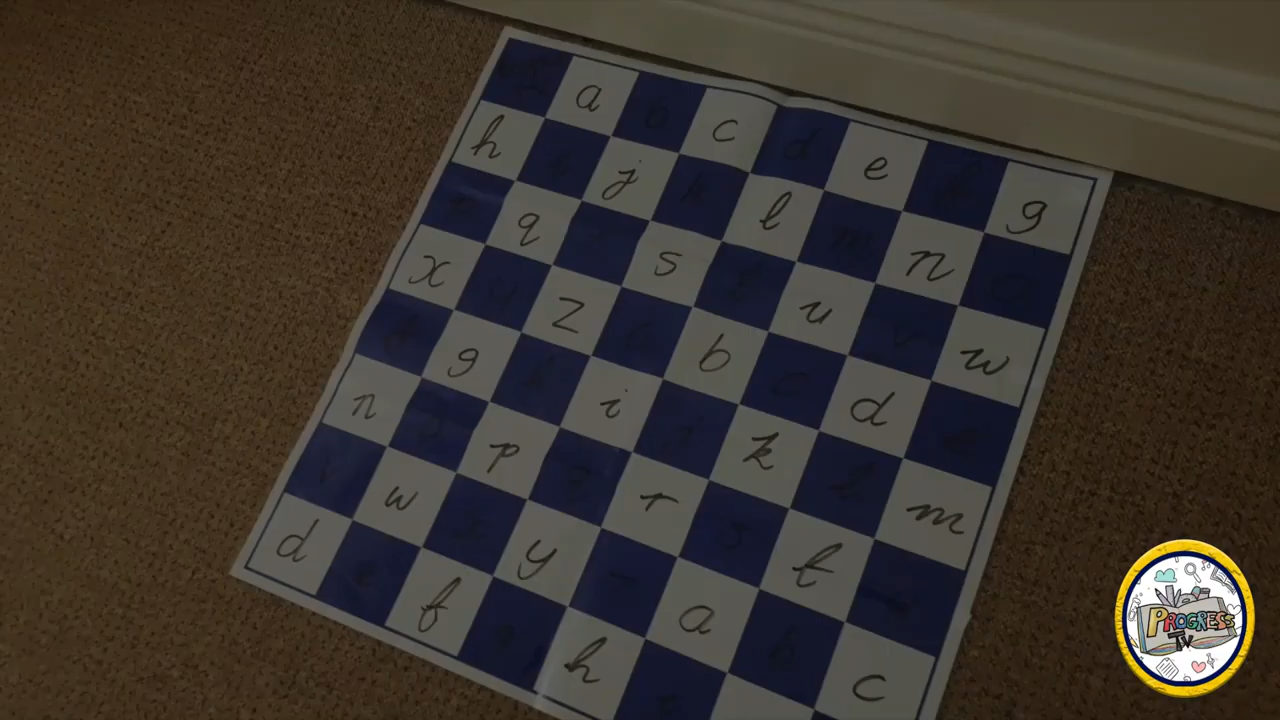 a b c d e f g
h i j k l m n o
p q r s t u v w
x y z a b c d e
f g h i j k l m
n o p q r s t u
v w x y z a b c
d e f g h i
PROGRESS
TV